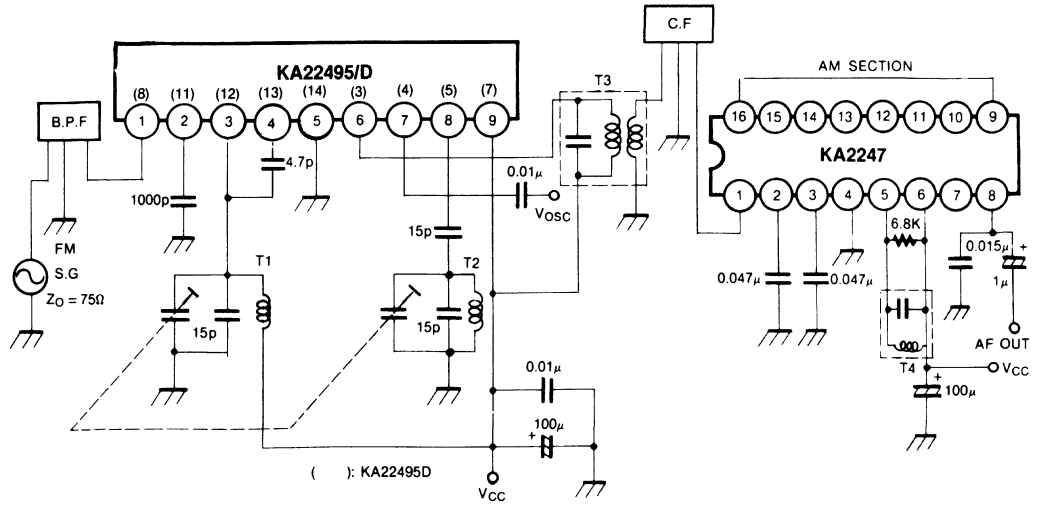 C.F
KA22495/D
AM SECTION
T3
(8) (11) (12) (13) (14) (3) (4) (5) (7)
B.P.F
1 2 3 4 5 6 7 8 9
16 15 14 13 12 11 10 9
KA2247
4.7p
0.01μ
1000p
VOSC
1 2 3 4 5 6 7 8
15p
6.8K
FM
S.G
ZO = 75Ω
T1
T2
0.047μ
0.047μ
0.015μ
+
1μ
15p
15p
AF OUT
T4
VCC
0.01μ
+
100μ
100μ
+
( ): KA22495D
VCC